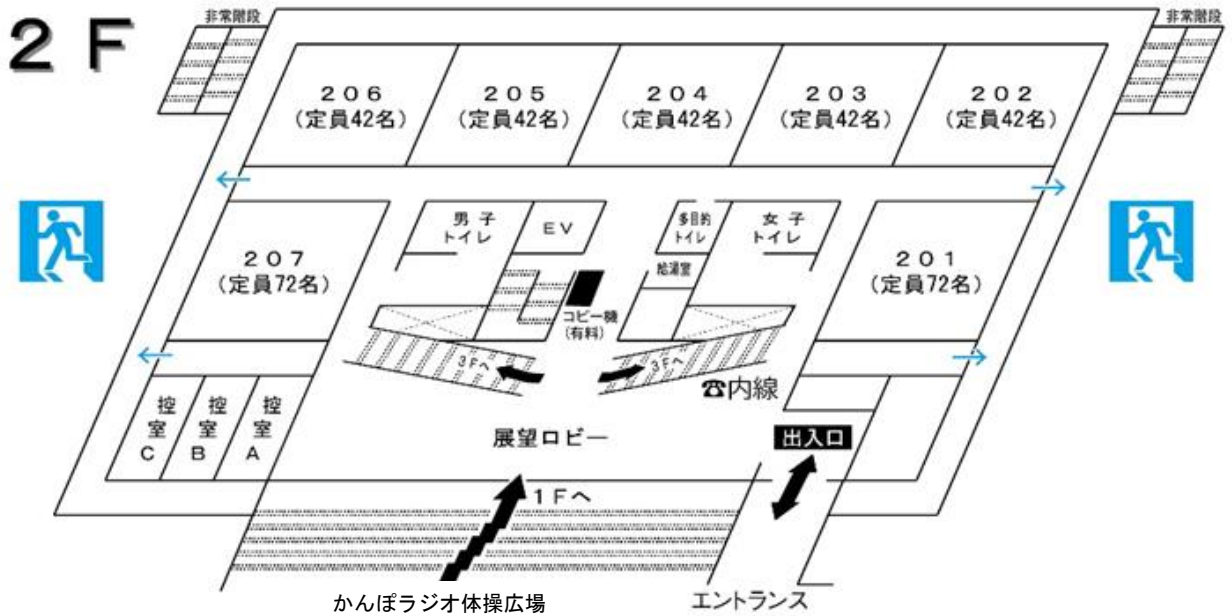 2F
非常階段
非常階段
206
(定員42名)
205
(定員42名)
204
(定員42名)
203
(定員42名)
202
(定員42名)
男子
トイレ
EV
多目的
トイレ
女子
トイレ
給湯室
207
(定員72名)
201
(定員72名)
コピー機
(有料)
3Fへ
3Fへ
☎内線
控室C
控室B
控室A
展望ロビー
出入口
1Fへ
かんぽラジオ体操広場
エントランス